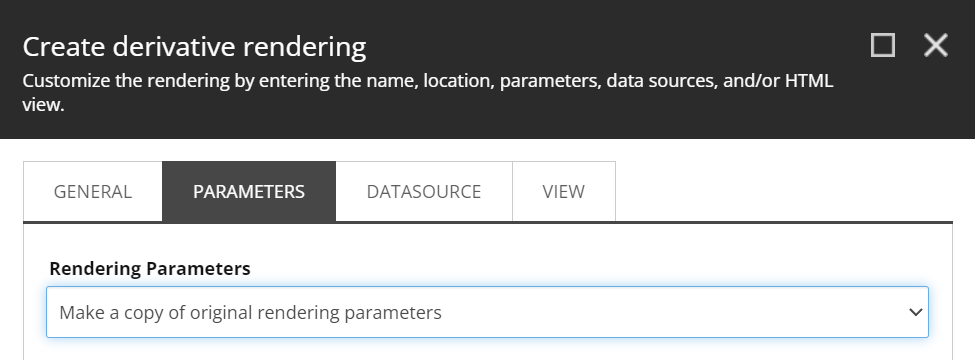 Create derivative rendering
Customize the rendering by entering the name, location, parameters, data sources, and/or HTML
view.
GENERAL
PARAMETERS
DATASOURCE
VIEW
Rendering Parameters
Make a copy of original rendering parameters